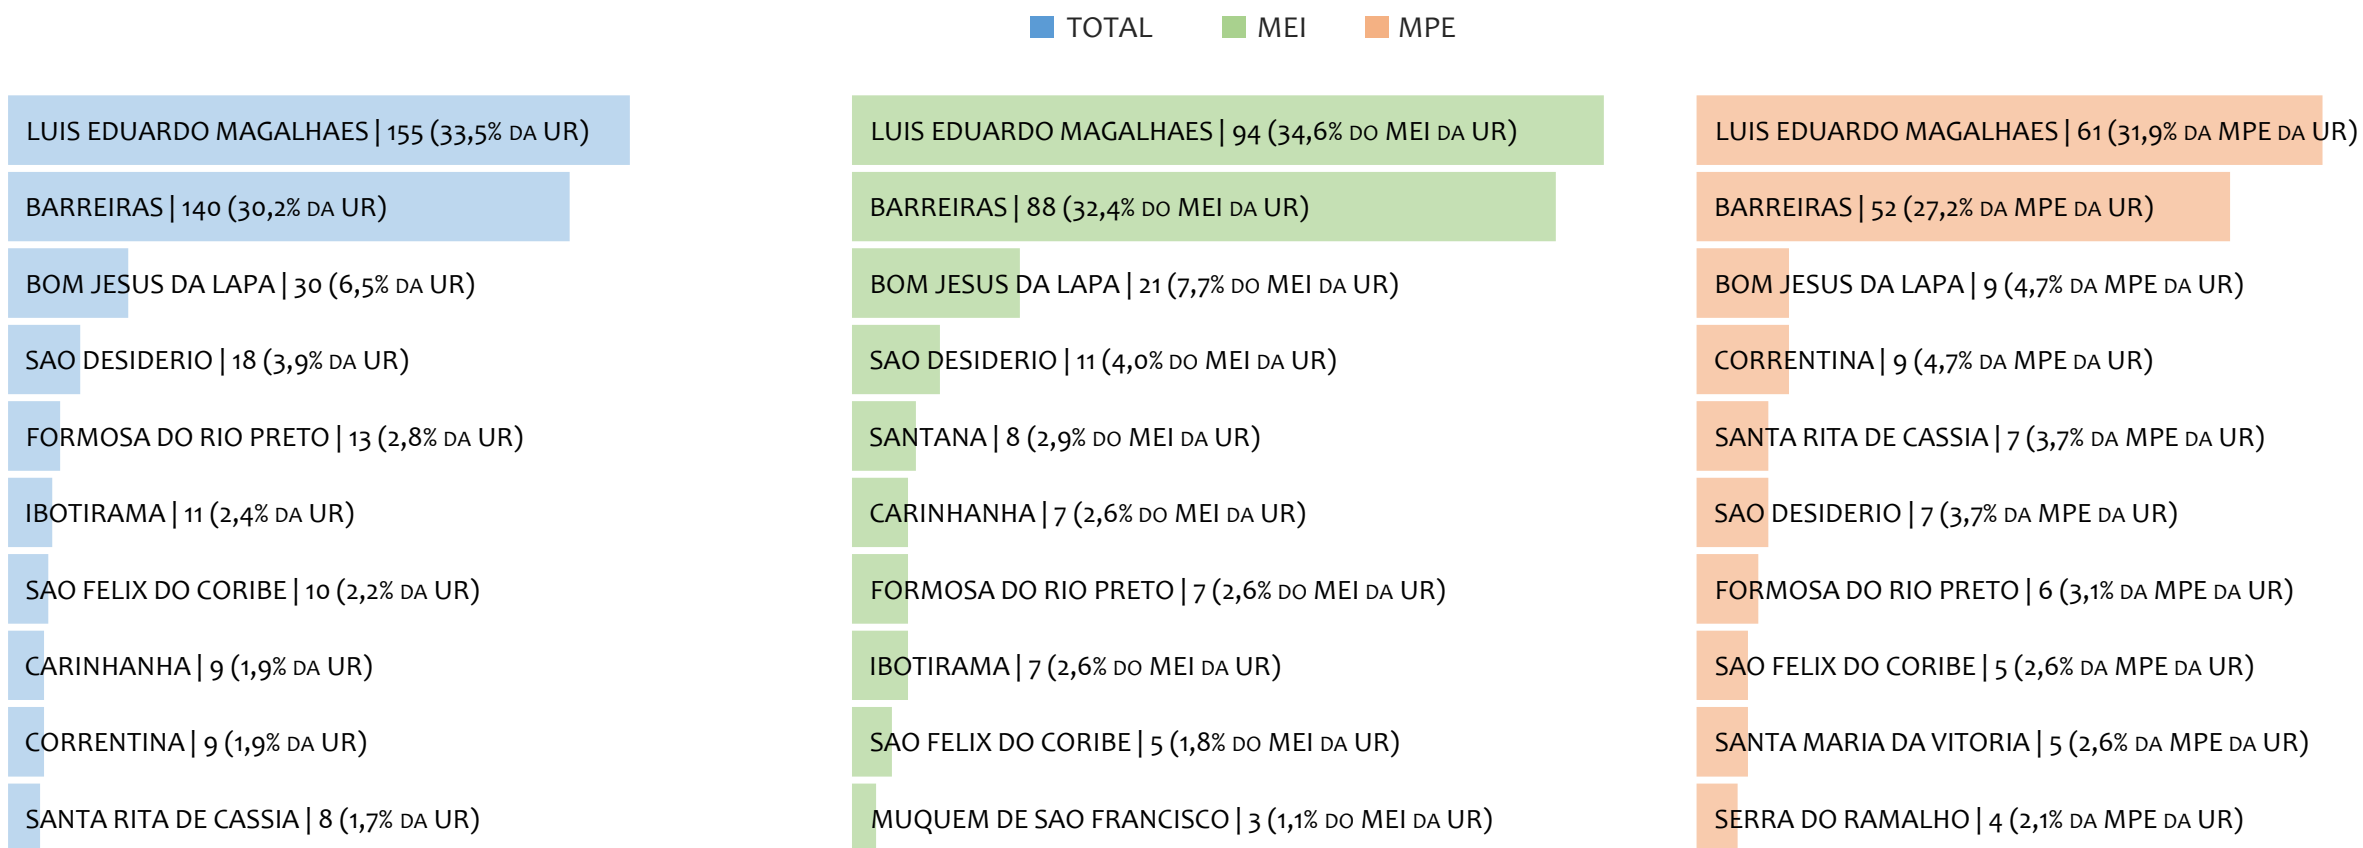 TOTAL MEI MPE
LUIS EDUARDO MAGALHAES | 155 (33,5% DA UR)
BARREIRAS | 140 (30,2% DA UR)
BOM JESUS DA LAPA | 30 (6,5% DA UR)
SAO DESIDERIO | 18 (3,9% DA UR)
FORMOSA DO RIO PRETO | 13 (2,8% DA UR)
IBOTIRAMA | 11 (2,4% DA UR)
SAO FELIX DO CORIBE | 10 (2,2% DA UR)
CARINHANHA | 9 (1,9% DA UR)
CORRENTINA | 9 (1,9% DA UR)
SANTA RITA DE CASSIA | 8 (1,7% DA UR)
LUIS EDUARDO MAGALHAES | 94 (34,6% DO MEI DA UR)
BARREIRAS | 88 (32,4% DO MEI DA UR)
BOM JESUS DA LAPA | 21 (7,7% DO MEI DA UR)
SAO DESIDERIO | 11 (4,0% DO MEI DA UR)
SANTANA | 8 (2,9% DO MEI DA UR)
CARINHANHA | 7 (2,6% DO MEI DA UR)
FORMOSA DO RIO PRETO | 7 (2,6% DO MEI DA UR)
IBOTIRAMA | 7 (2,6% DO MEI DA UR)
SAO FELIX DO CORIBE | 5 (1,8% DO MEI DA UR)
MUQUEM DE SAO FRANCISCO | 3 (1,1% DO MEI DA UR)
LUIS EDUARDO MAGALHAES | 61 (31,9% DA MPE DA UR)
BARREIRAS | 52 (27,2% DA MPE DA UR)
BOM JESUS DA LAPA | 9 (4,7% DA MPE DA UR)
CORRENTINA | 9 (4,7% DA MPE DA UR)
SANTA RITA DE CASSIA | 7 (3,7% DA MPE DA UR)
SAO DESIDERIO | 7 (3,7% DA MPE DA UR)
FORMOSA DO RIO PRETO | 6 (3,1% DA MPE DA UR)
SAO FELIX DO CORIBE | 5 (2,6% DA MPE DA UR)
SANTA MARIA DA VITORIA | 5 (2,6% DA MPE DA UR)
SERRA DO RAMALHO | 4 (2,1% DA MPE DA UR)